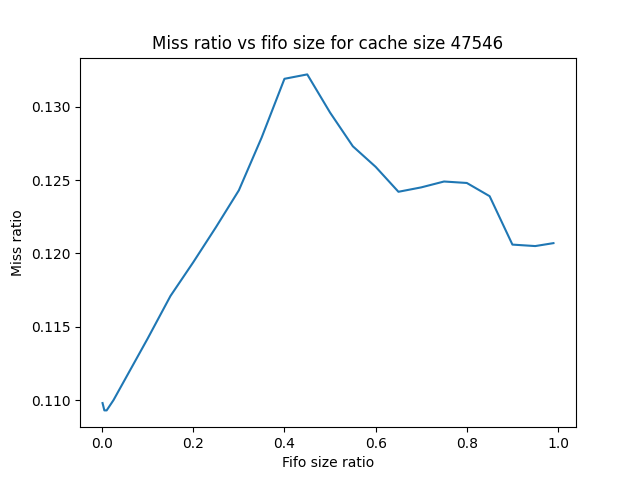 Miss ratio vs fifo size for cache size 47546
0.130
0.125
0.120
0.115
0.110
Miss ratio
0.0 0.2 0.4 0.6 0.8 1.0
Fifo size ratio